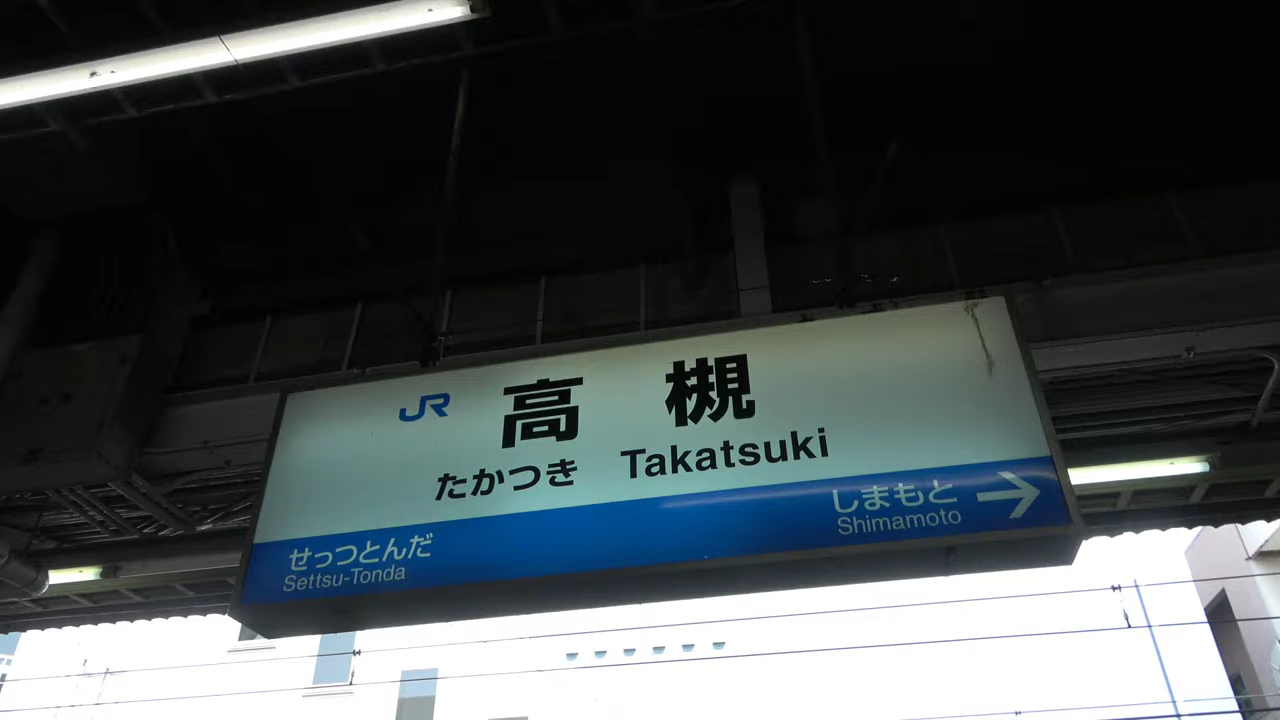 JR 高槻
たかつき Takatsuki
しまもと →
Shimamoto
せっつとんだ
Settsu-Tonda